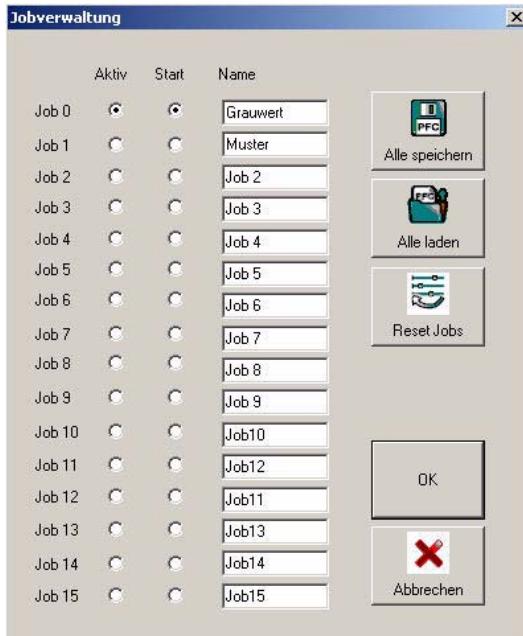 Jobverwaltung
Aktiv Start Name
Job 0 Grauwert
Job 1 Muster
Job 2 Job 2
Job 3 Job 3
Job 4 Job 4
Job 5 Job 5
Job 6 Job 6
Job 7 Job 7
Job 8 Job 8
Job 9 Job 9
Job 10 Job10
Job 11 Job12
Job 12 Job11
Job 13 Job13
Job 14 Job14
Job 15 Job15
PFC
Alle speichern
PFC
Alle laden
Reset Jobs
OK
Abbrechen